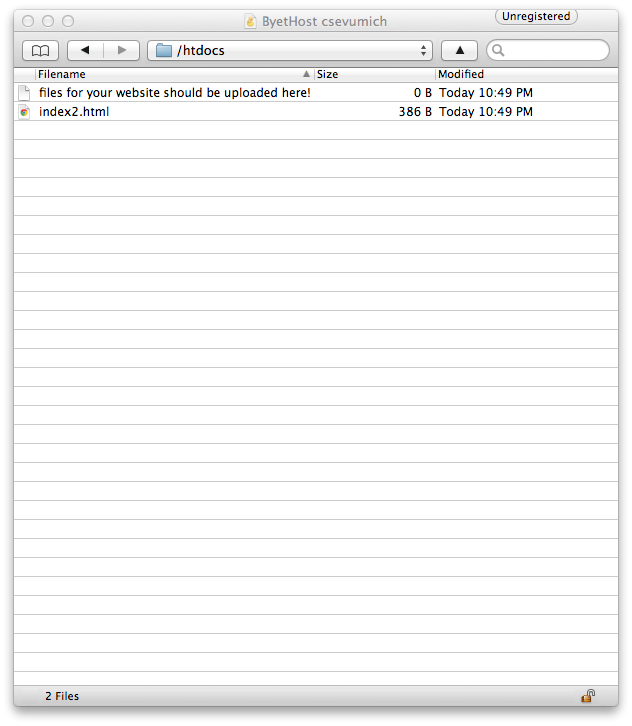 ByetHost csevumich
Unregistered
/htdocs
Filename Size Modified
files for your website should be uploaded here! 0 B Today 10:49 PM
index2.html 386 B Today 10:49 PM
2 Files